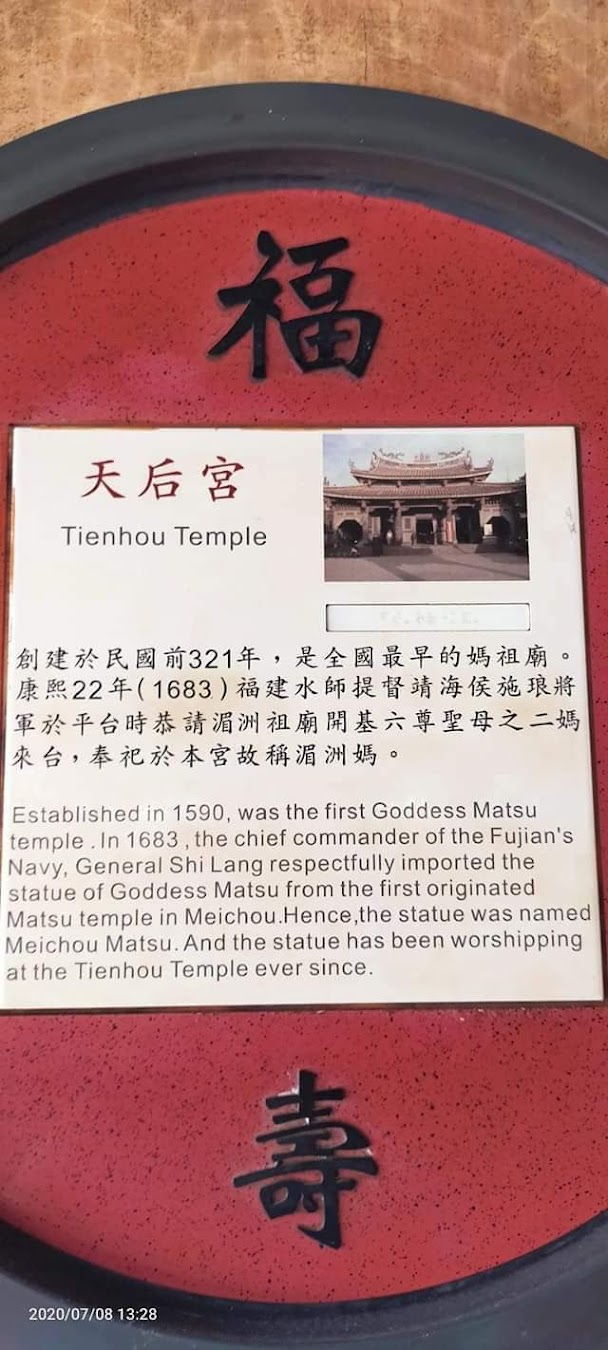 福
天后宮
Tienhou Temple
創建於民國前321年，是全國最早的媽祖廟。
康熙22年(1683)福建水師提督靖海侯施琅將
軍於平台時恭請湄洲祖廟開基六尊聖母之二媽
來台，奉祀於本宮故稱湄洲媽。
Established in 1590, was the first Goddess Matsu
temple .In 1683 ,the chief commander of the Fujian's
Navy, General Shi Lang respectfully imported the
statue of Goddess Matsu from the first originated
Matsu temple in Meichou.Hence,the statue was named
Meichou Matsu. And the statue has been worshipping
at the Tienhou Temple ever since.
壽
2020/07/08 13:28